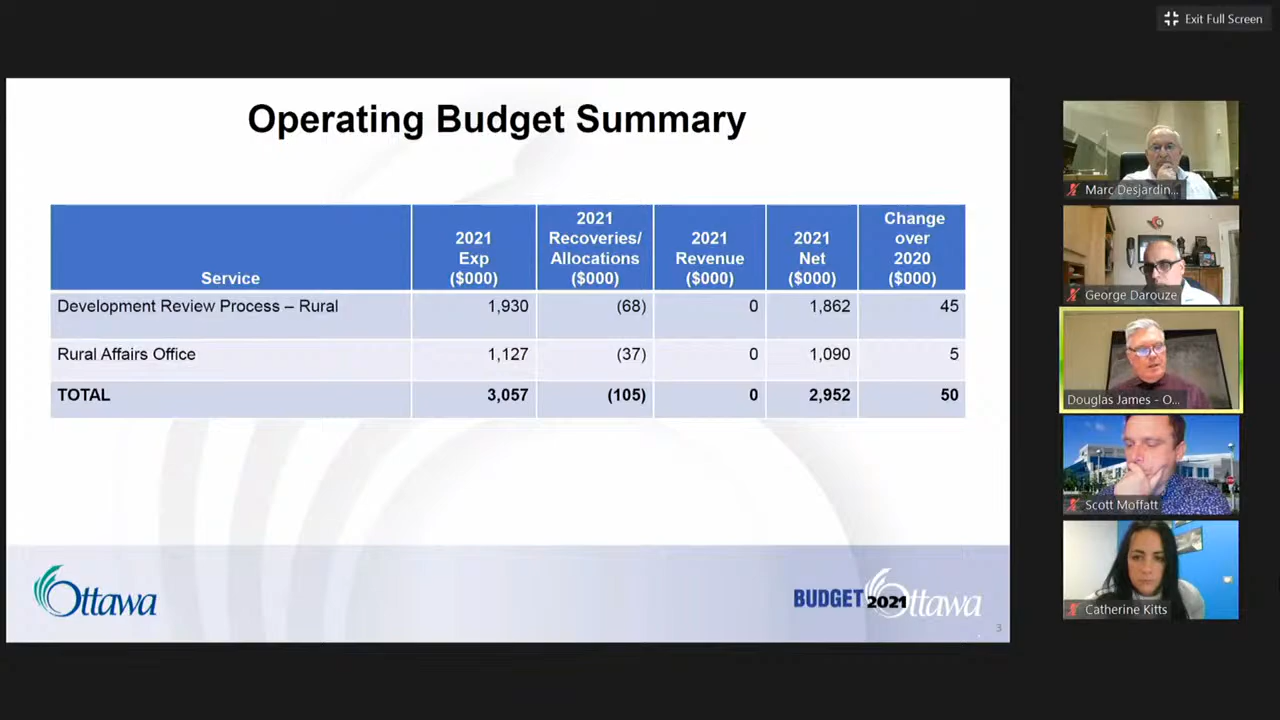 Exit Full Screen
Operating Budget Summary
Service
2021 Exp ($000)
2021 Recoveries/ Allocations ($000)
2021 Revenue ($000)
2021 Net ($000)
Change over 2020 ($000)
Development Review Process – Rural 1,930 (68) 0 1,862 45
Rural Affairs Office 1,127 (37) 0 1,090 5
TOTAL 3,057 (105) 0 2,952 50
Ottawa
BUDGET 2021 Ottawa
3
Marc Desjardin...
George Darouze
Douglas James - O...
Scott Moffatt
Catherine Kitts